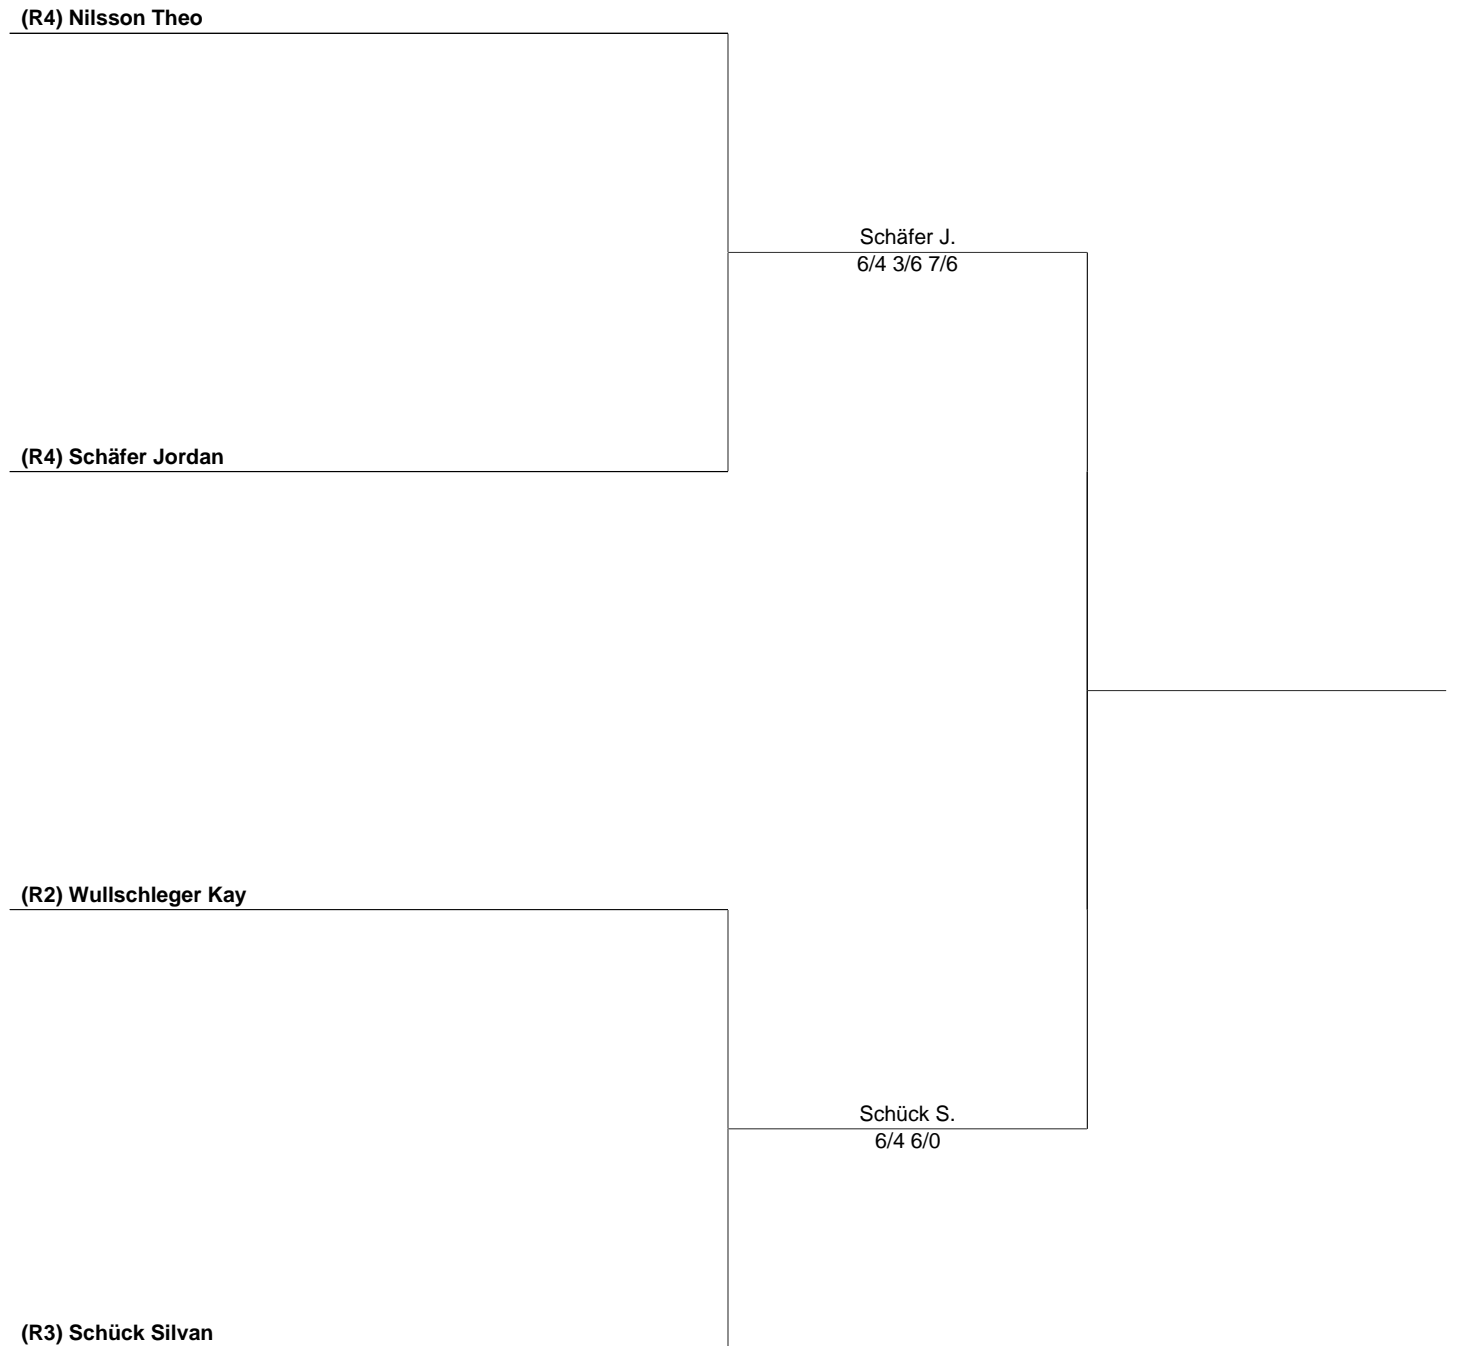 (R4) Nilsson Theo
Schäfer J.
6/4 3/6 7/6
(R4) Schäfer Jordan
(R2) Wullschleger Kay
Schück S.
6/4 6/0
(R3) Schück Silvan